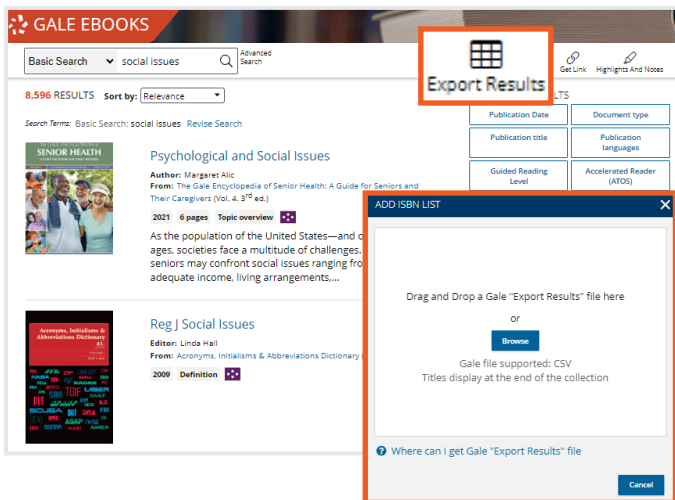 GALE EBOOKS
Basic Search social issues
Advanced
Search
Export Results
Get Link Highlights And Notes
8,596 RESULTS Sort by: Relevance
LTS
Publication Date Document type
Search Terms: Basic Search: social issues Revise Search
Publication title Publication
languages
SENIOR HEALTH
Psychological and Social Issues
Guided Reading
Level
Accelerated Reader
(ATOS)
Author: Margaret Alic
From: The Gale Encyclopedia of Senior Health: A Guide for Seniors and
Their Caregivers (Vol. 4. 3rd ed.)
2021 6 pages Topic overview
As the population of the United States—and o
ages, societies face a multitude of challenges.
seniors may confront social issues ranging fro
adequate income, living arrangements,...
ADD ISBN LIST
Drag and Drop a Gale "Export Results" file here
or
Browse
Gale file supported: CSV
Titles display at the end of the collection
Where can I get Gale "Export Results" file
Cancel
Acronyms, Initialisms &
Abbreviations Dictionary
Reg J Social Issues
Editor: Linda Hall
From: Acronyms, Initialisms & Abbreviations Dictionary (
2009 Definition
TGIF
LASER
SCUBA
DNA
ASAP
AMEX